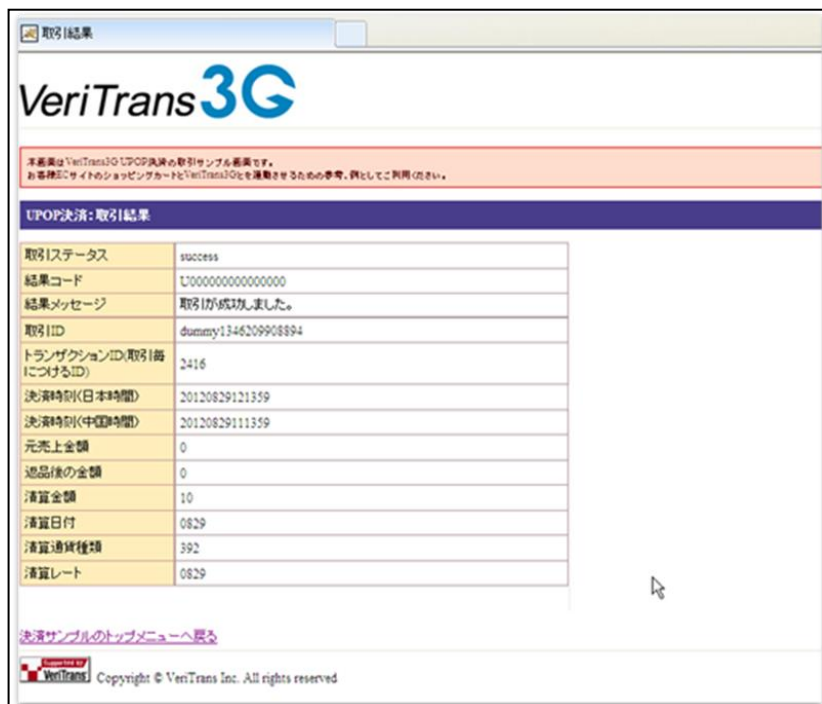 取引結果
VeriTrans3G
本画面はVeriTrans3G UPOP決済の取引サンプル画面です。
お客様ECサイトのショッピングカートとVeriTrans3Gとを連動させるための参考、例としてご利用ください。
UPOP決済:取引結果
取引ステータス success
結果コード U000000000000000
結果メッセージ 取引が成功しました。
取引ID dummy1346209908894
トランザクションID(取引毎
につけるID) 2416
決済時刻(日本時間) 20120829121359
決済時刻(中国時間) 20120829111359
元売上金額 0
返品後の金額 0
清算金額 10
清算日付 0829
清算通貨種類 392
清算レート 0829
決済サンプルのトップメニューへ戻る
Supported by
VeriTrans
Copyright © VeriTrans Inc. All rights reserved